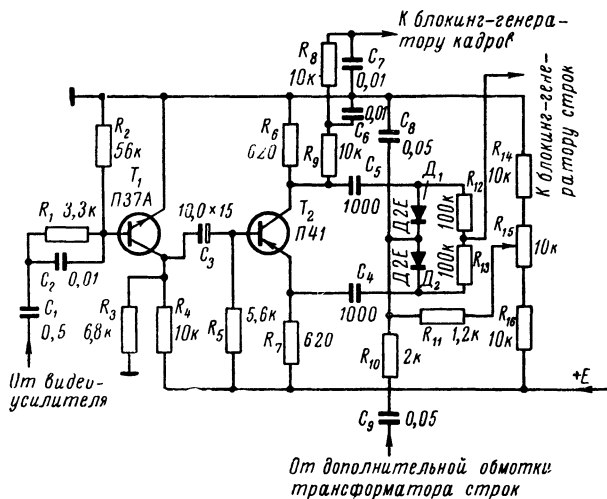 К блокинг-генера-
тору кадров
R8
10к
C7
0,01
C6
0,01
К блокинг-гене-
ратору строк
R2
56к
R6
620
R9
10к
C8
0,05
C5
1000
Д1
Д2Е
R12
100к
R14
10к
T1
П37А
R1 3,3к
C2
0,01
10,0×15
C3
T2
П41
Д2Е
Д2
100к
R13
R15
10к
C1
0,5
R3
6,8к
R4
10к
R5
5,6к
R7
620
C4
1000
R11
1,2к
R10
2к
R16
10к
+E
От видео-
усилителя
C9
0,05
От дополнительной обмотки
трансформатора строк